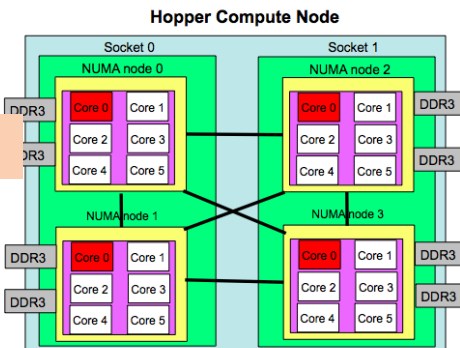 Hopper Compute Node
Socket 0
Socket 1
NUMA node 0
NUMA node 2
Core 0 Core 1
Core 2 Core 3
Core 4 Core 5
Core 0 Core 1
Core 2 Core 3
Core 4 Core 5
DDR3
DR3
DDR3
DDR3
NUMA node 1
NUMA node 3
Core 0 Core 1
Core 2 Core 3
Core 4 Core 5
Core 0 Core 1
Core 2 Core 3
Core 4 Core 5
DDR3
DDR3
DDR3
DDR3